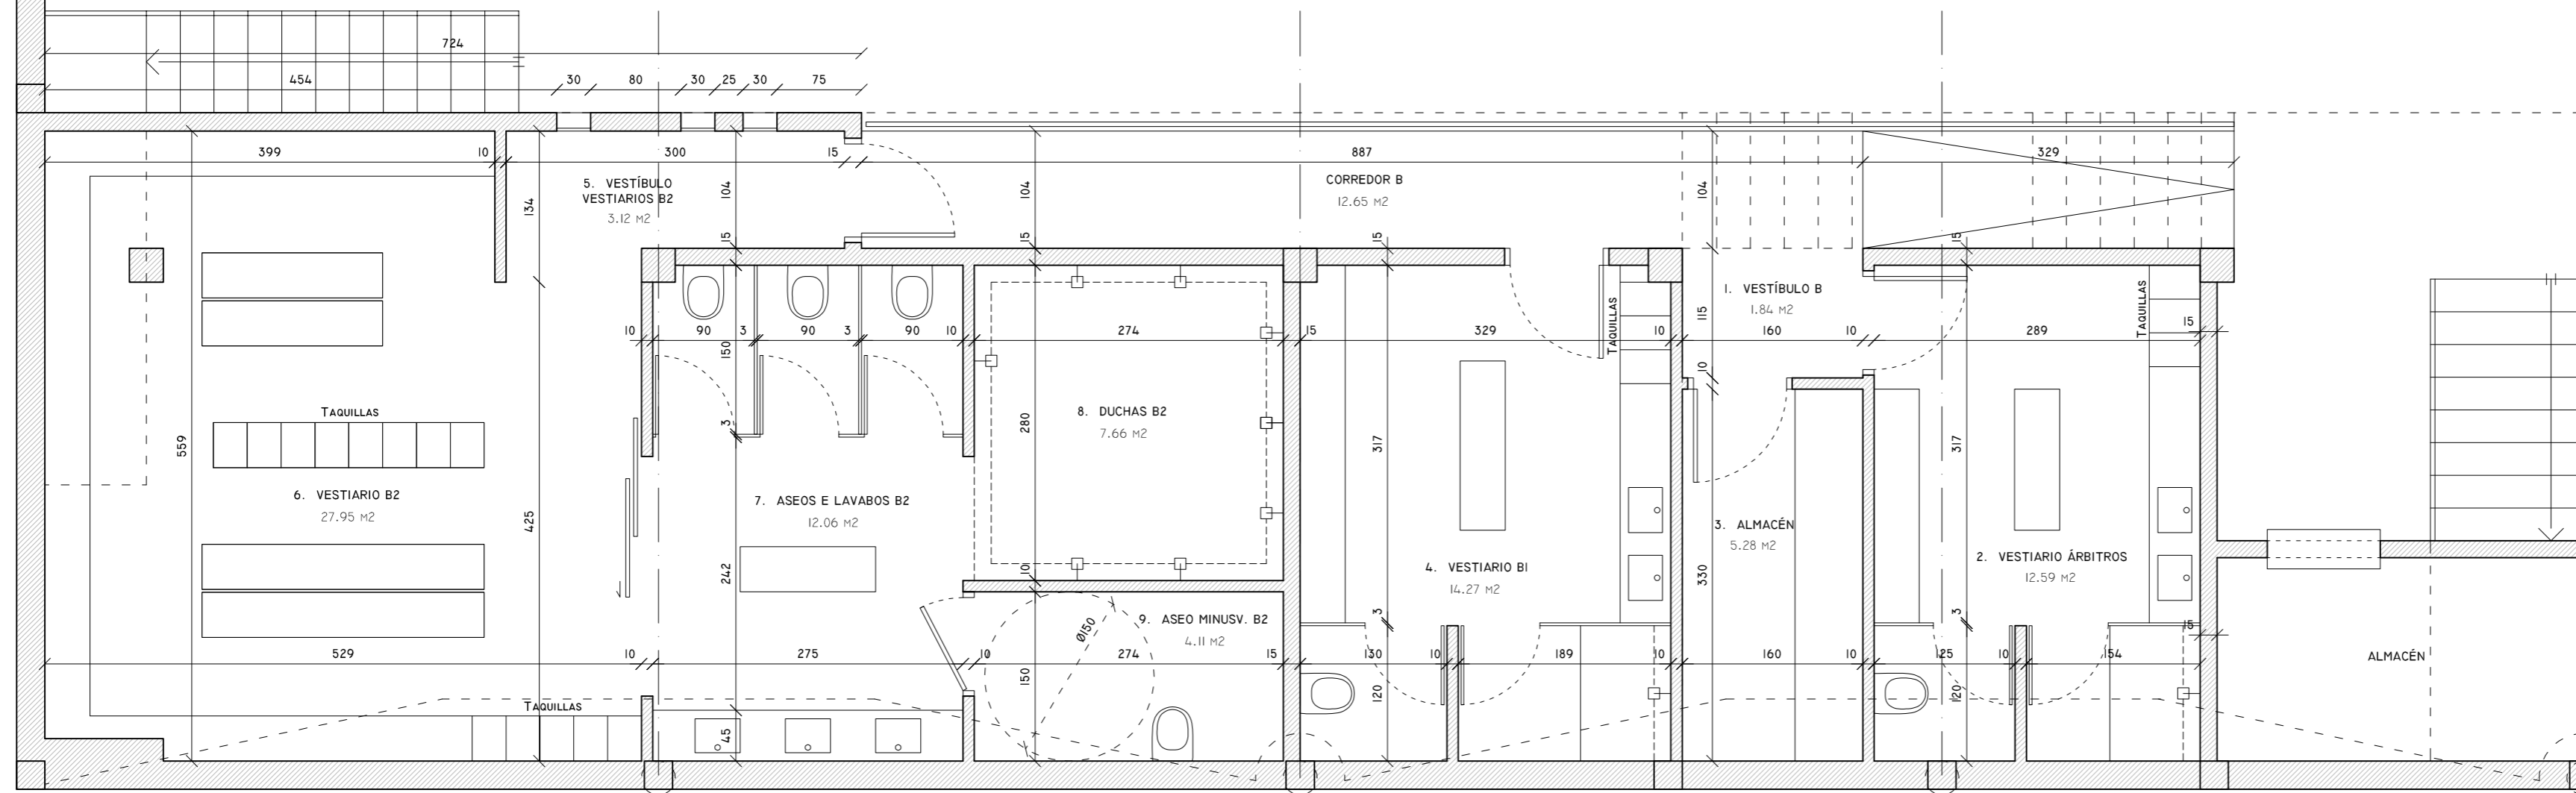 724
454 30 80 30 25 30 75
399 10 300 15 887 329
5. VESTÍBULO
VESTIARIOS B2
3.12 M2
CORREDOR B
12.65 M2
134
104
104
104
15
15
15
15
1. VESTÍBULO B
1.84 M2
TAQUILLAS
TAQUILLAS
115
10 90 3 90 3 90 10 274 15 329 10 160 10 289 15
150
10
TAQUILLAS
8. DUCHAS B2
7.66 M2
3
280
559
317
317
6. VESTIARIO B2
27.95 M2
7. ASEOS E LAVABOS B2
12.06 M2
425
3. ALMACÉN
5.28 M2
242
10
4. VESTIARIO B1
14.27 M2
330
2. VESTIARIO ÁRBITROS
12.59 M2
3
3
9. ASEO MINUSV. B2
4.11 M2
Ø150
15
529 10 275 10 274 15 130 10 189 10 160 10 125 10 154
ALMACÉN
150
120
120
TAQUILLAS
45